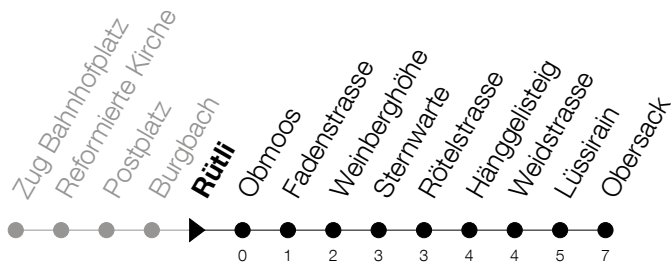 Zug Bahnhofplatz
Reformierte Kirche
Postplatz
Burgbach
Rütli
Obmoos
Fadenstrasse
Weinberghöhe
Sternwarte
Rötelstrasse
Hänggelisteig
Weidstrasse
Lüssirain
Obersack
0 1 2 3 3 4 4 5 7